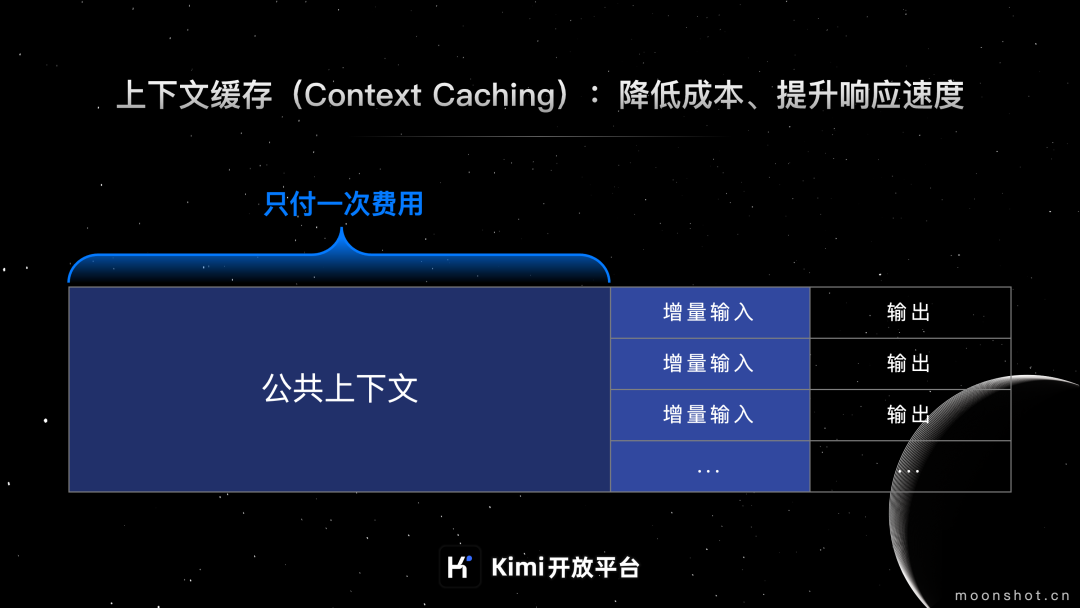 上下文缓存（Context Caching）：降低成本、提升响应速度
只付一次费用
公共上下文
增量输入 输出
增量输入 输出
增量输入 输出
... ...
Kimi开放平台
moonshot.cn